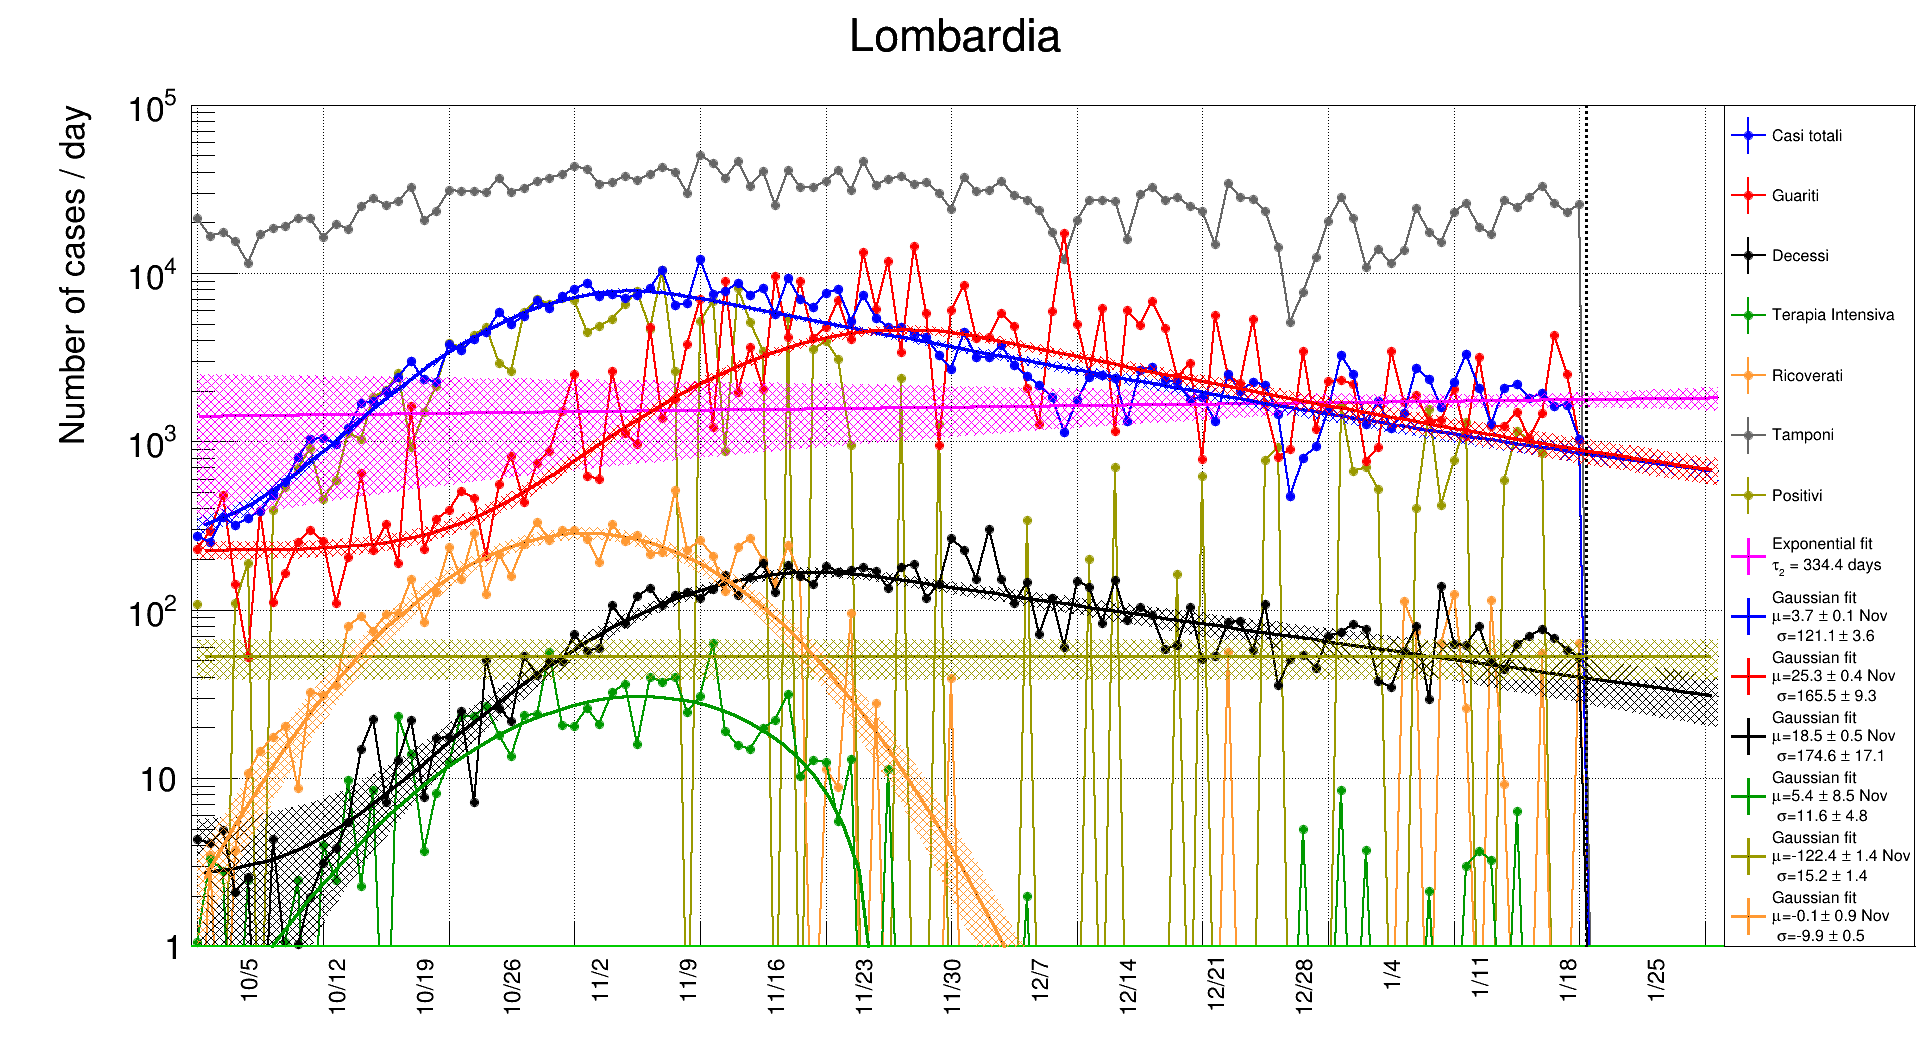 Lombardia
Number of cases / day
10^5
10^4
10^3
10^2
10
1
10/5
10/12
10/19
10/26
11/2
11/9
11/16
11/23
11/30
12/7
12/14
12/21
12/28
1/4
1/11
1/18
1/25
Casi totali
Guariti
Decessi
Terapia Intensiva
Ricoverati
Tamponi
Positivi
Exponential fit
τ₂ = 334.4 days
Gaussian fit
μ=3.7 ± 0.1 Nov
σ=121.1 ± 3.6
Gaussian fit
μ=25.3 ± 0.4 Nov
σ=165.5 ± 9.3
Gaussian fit
μ=18.5 ± 0.5 Nov
σ=174.6 ± 17.1
Gaussian fit
μ=5.4 ± 8.5 Nov
σ=11.6 ± 4.8
Gaussian fit
μ=-122.4 ± 1.4 Nov
σ=15.2 ± 1.4
Gaussian fit
μ=-0.1 ± 0.9 Nov
σ=-9.9 ± 0.5